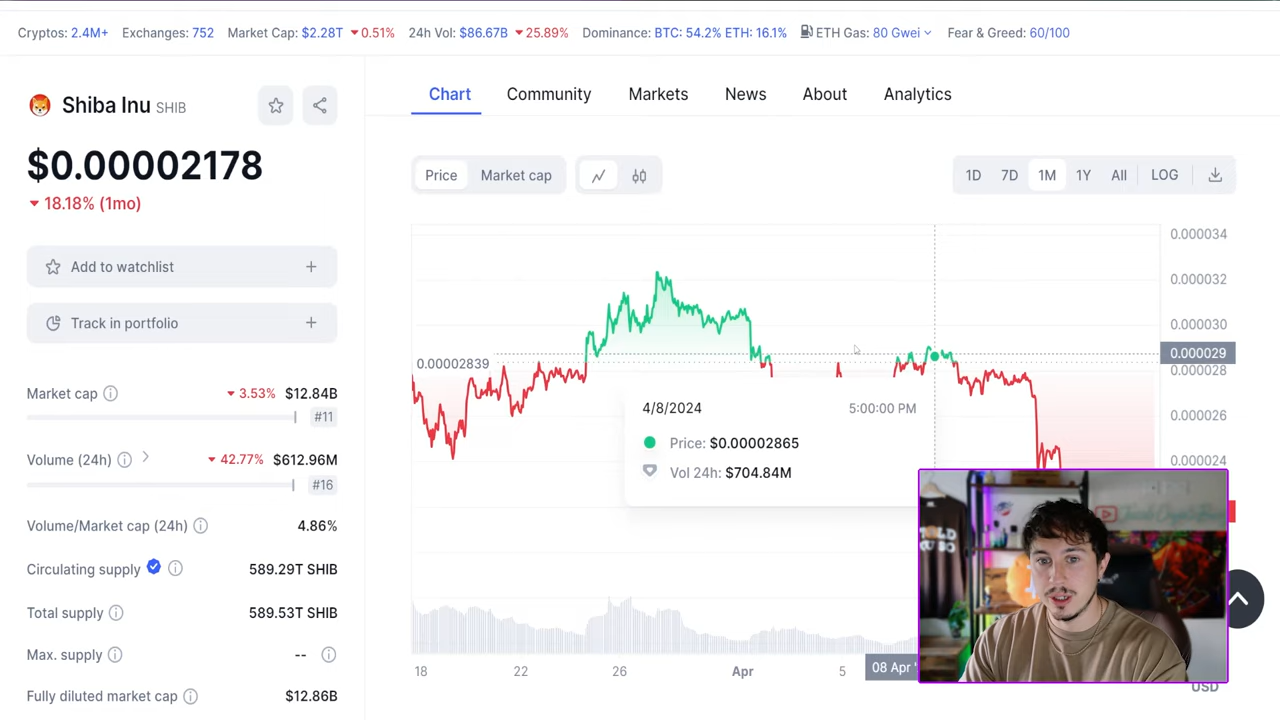 Cryptos: 2.4M+ Exchanges: 752 Market Cap: $2.28T 0.51% 24h Vol: $86.67B 25.89% Dominance: BTC: 54.2% ETH: 16.1% ETH Gas: 80 Gwei Fear & Greed: 60/100
Shiba Inu SHIB
$0.00002178
18.18% (1mo)
Add to watchlist +
Track in portfolio +
Market cap 3.53% $12.84B
#11
Volume (24h) 42.77% $612.96M
#16
Volume/Market cap (24h) 4.86%
Circulating supply 589.29T SHIB
Total supply 589.53T SHIB
Max. supply --
Fully diluted market cap $12.86B
Chart Community Markets News About Analytics
Price Market cap 1D 7D 1M 1Y All LOG
0.000034
0.000032
0.000030
0.000029
0.00002839
0.000028
0.000026
0.000024
4/8/2024 5:00:00 PM
Price: $0.00002865
Vol 24h: $704.84M
18 22 26 Apr 5 08 Apr '
USD